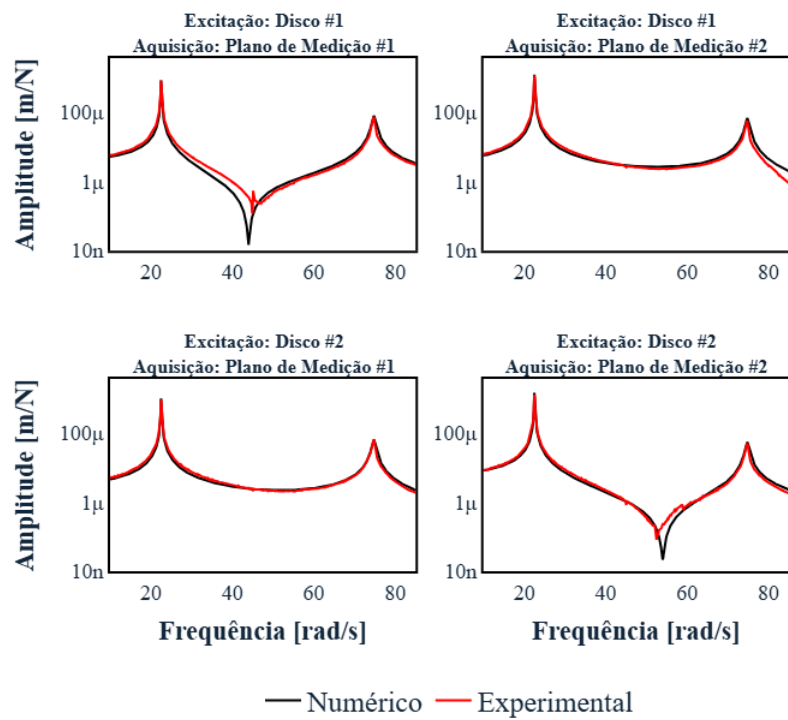 Excitação: Disco #1
Aquisição: Plano de Medição #1
Excitação: Disco #1
Aquisição: Plano de Medição #2
Amplitude [m/N]
100µ
1µ
10n
20 40 60 80
20 40 60 80
Excitação: Disco #2
Aquisição: Plano de Medição #1
Excitação: Disco #2
Aquisição: Plano de Medição #2
Amplitude [m/N]
100µ
1µ
10n
100µ
1µ
10n
100µ
1µ
10n
20 40 60 80
20 40 60 80
Frequência [rad/s]
Frequência [rad/s]
Numérico Experimental